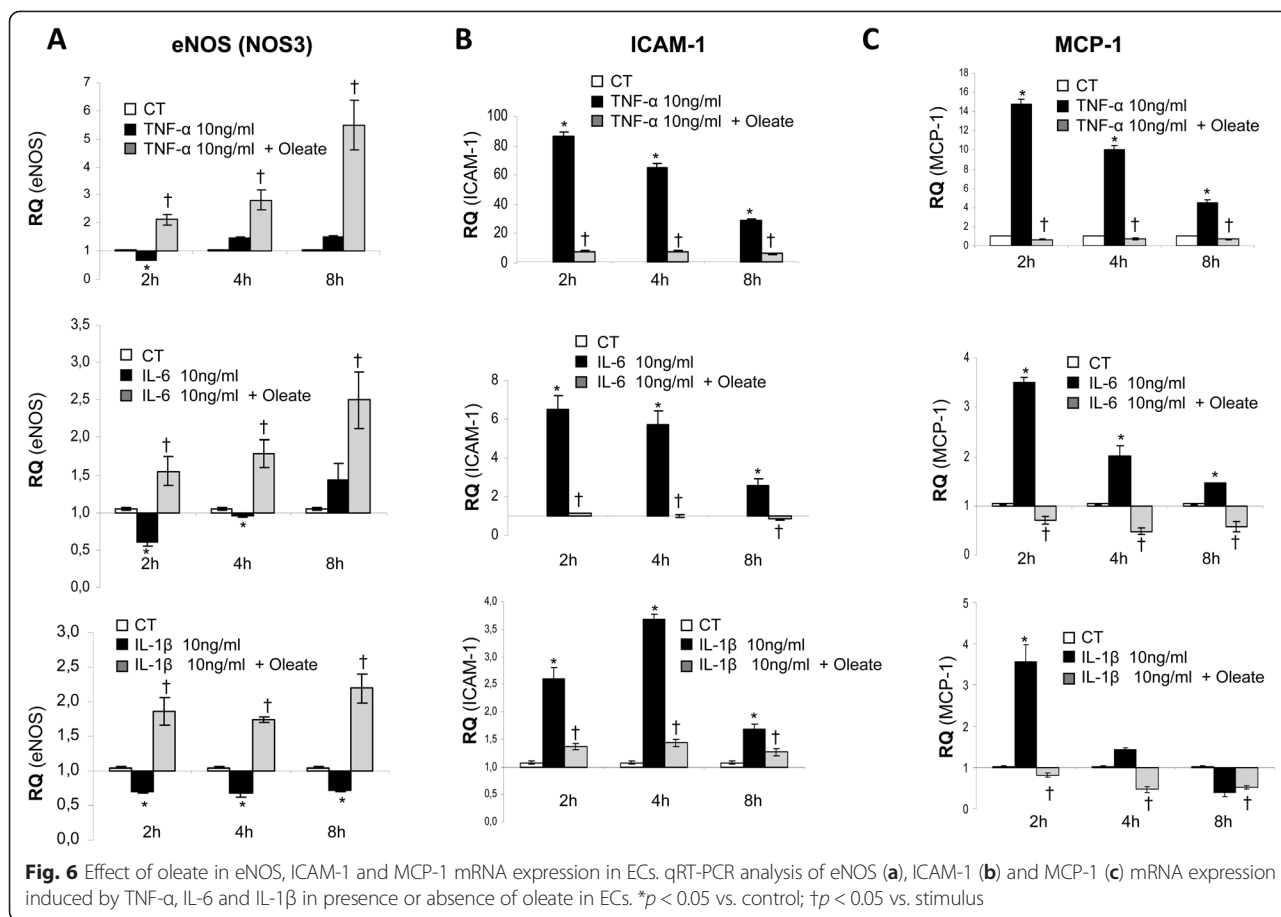 A
eNOS (NOS3)
7
6
5
4
3
2
1
0
RQ (eNOS)
CT
TNF-α 10ng/ml
TNF-α 10ng/ml + Oleate
*
†
†
†
2h
4h
8h
3,5
3,0
2,5
2,0
1,5
1,0
0,5
0,0
RQ (eNOS)
CT
IL-6 10ng/ml
IL-6 10ng/ml + Oleate
*
†
*
†
†
2h
4h
8h
3,0
2,5
2,0
1,5
1,0
0,5
0,0
RQ (eNOS)
CT
IL-1β 10ng/ml
IL-1β 10ng/ml + Oleate
*
†
*
†
*
†
2h
4h
8h
B
ICAM-1
100
80
60
40
20
0
RQ (ICAM-1)
CT
TNF-α 10ng/ml
TNF-α 10ng/ml + Oleate
*
†
*
†
*
†
2h
4h
8h
8
6
4
2
0
RQ (ICAM-1)
CT
IL-6 10ng/ml
IL-6 10ng/ml + Oleate
*
†
*
†
*
†
2h
4h
8h
4,0
3,5
3,0
2,5
2,0
1,5
1,0
0,0
RQ (ICAM-1)
CT
IL-1β 10ng/ml
IL-1β 10ng/ml + Oleate
*
†
*
†
*
†
2h
4h
8h
C
MCP-1
18
16
14
12
10
8
6
4
2
0
RQ (MCP-1)
CT
TNF-α 10ng/ml
TNF-α 10ng/ml + Oleate
*
†
*
†
*
†
2h
4h
8h
4
3
2
1
0
RQ (MCP-1)
CT
IL-6 10ng/ml
IL-6 10ng/ml + Oleate
*
†
*
†
*
†
2h
4h
8h
5
4
2
1
0
RQ (MCP-1)
CT
IL-1β 10ng/ml
IL-1β 10ng/ml + Oleate
*
†
†
†
2h
4h
8h
Fig. 6 Effect of oleate in eNOS, ICAM-1 and MCP-1 mRNA expression in ECs. qRT-PCR analysis of eNOS (a), ICAM-1 (b) and MCP-1 (c) mRNA expression
induced by TNF-α, IL-6 and IL-1β in presence or absence of oleate in ECs. *p < 0.05 vs. control; †p < 0.05 vs. stimulus